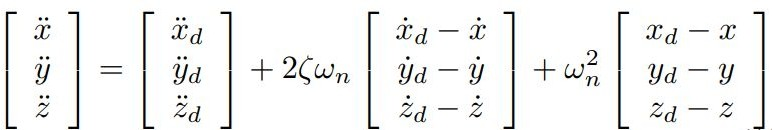 [ ẍ ÿ z̈ ] = [ ẍ_d ÿ_d z̈_d ] + 2ζω_n [ ẋ_d − ẋ ẏ_d − ẏ ż_d − ż ] + ω_n^2 [ x_d − x y_d − y z_d − z ]